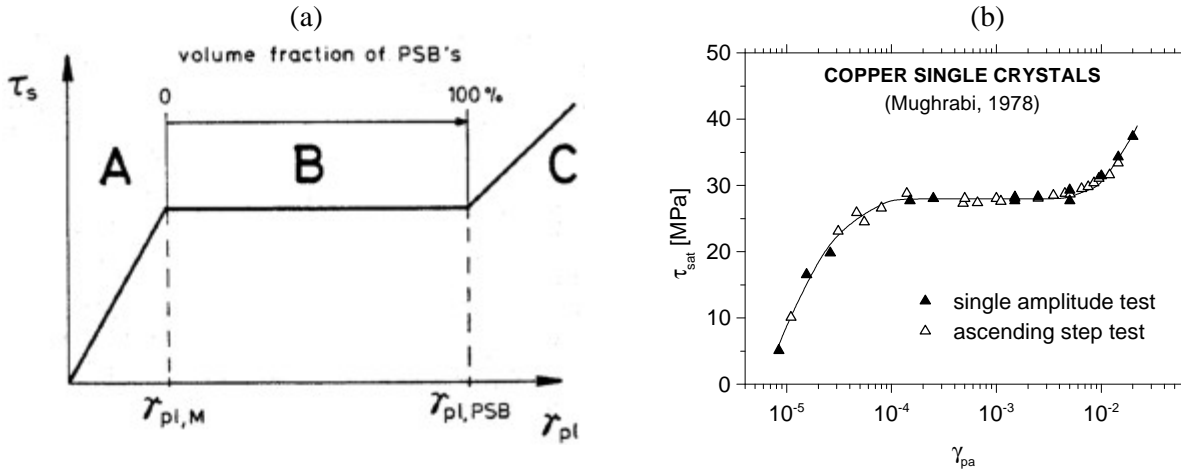 (a)
volume fraction of PSB's
τs
0
100%
A
B
C
γpl,M
γpl,PSB
γpl
(b)
50
40
30
20
10
0
τsat [MPa]
COPPER SINGLE CRYSTALS
(Mughrabi, 1978)
single amplitude test
ascending step test
10-5
10-4
10-3
10-2
γpa